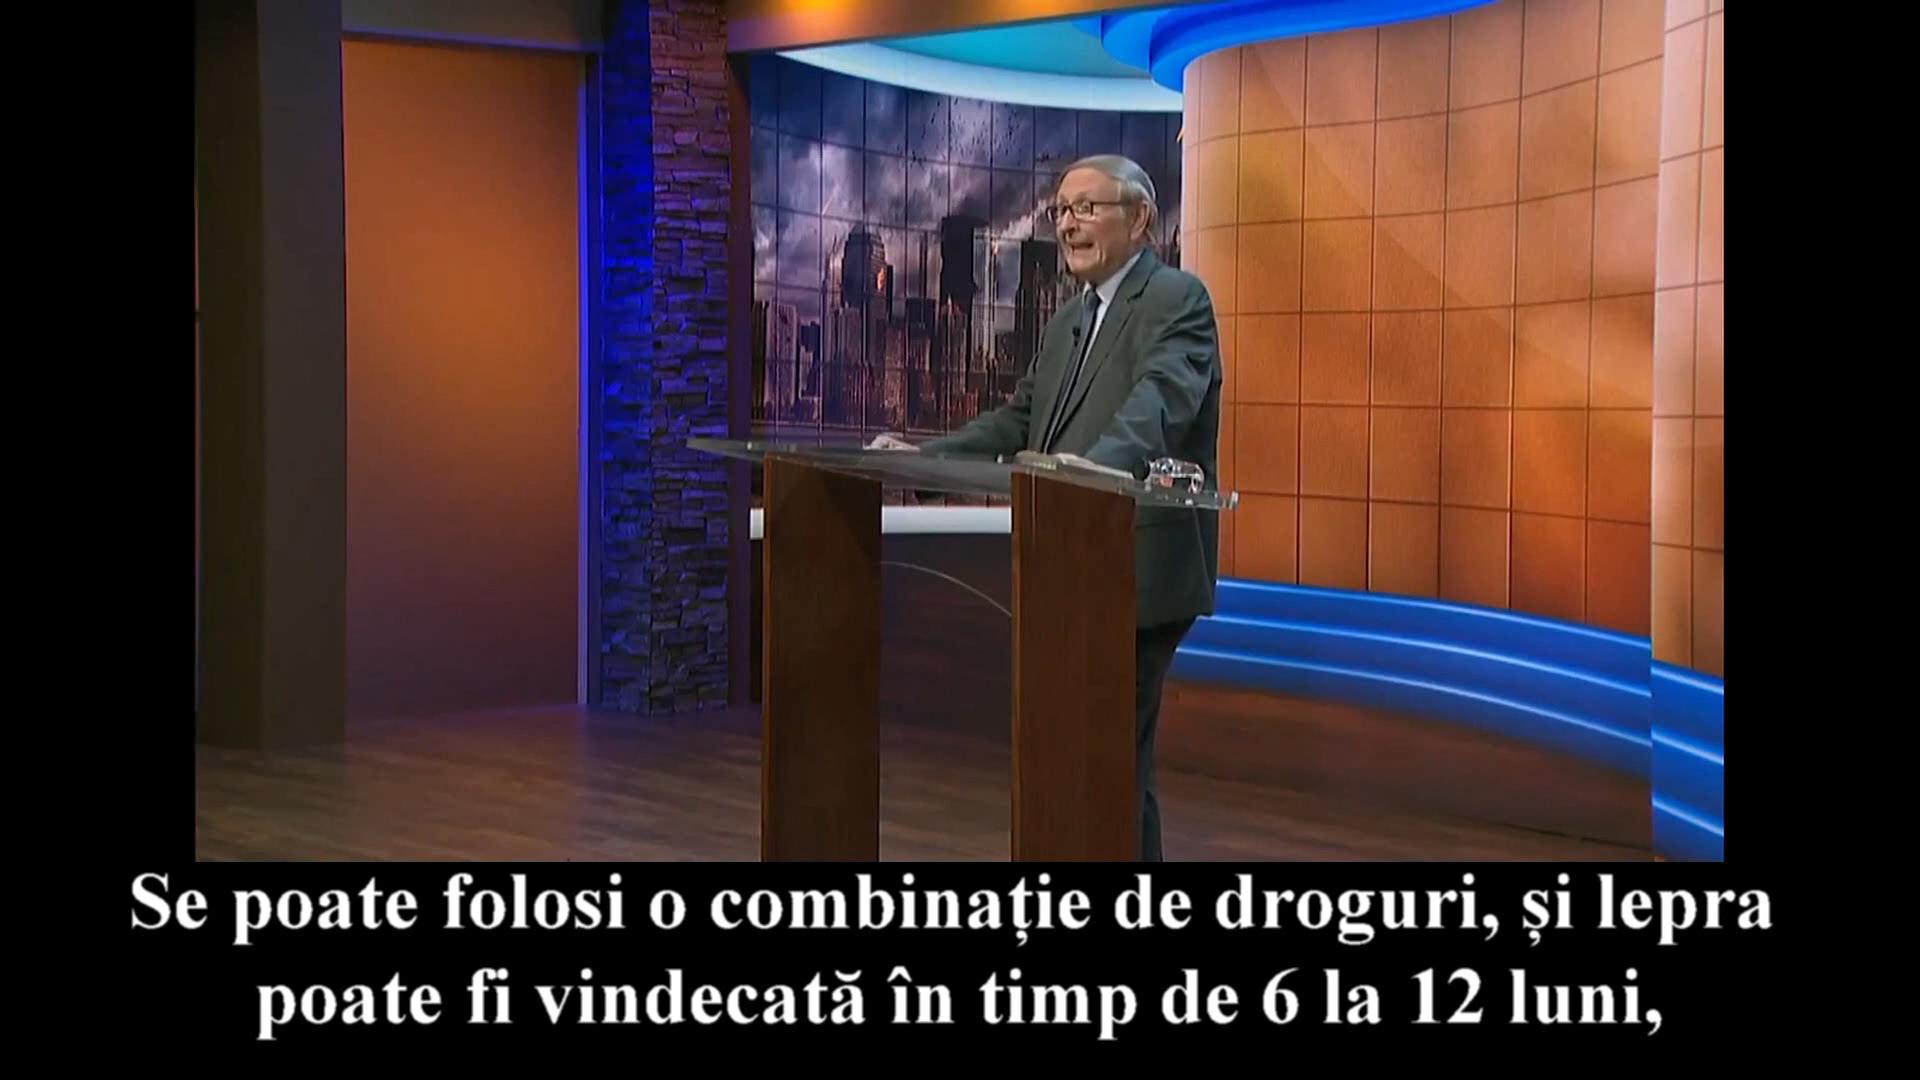 Se poate folosi o combinație de droguri, și lepra
poate fi vindecată în timp de 6 la 12 luni,